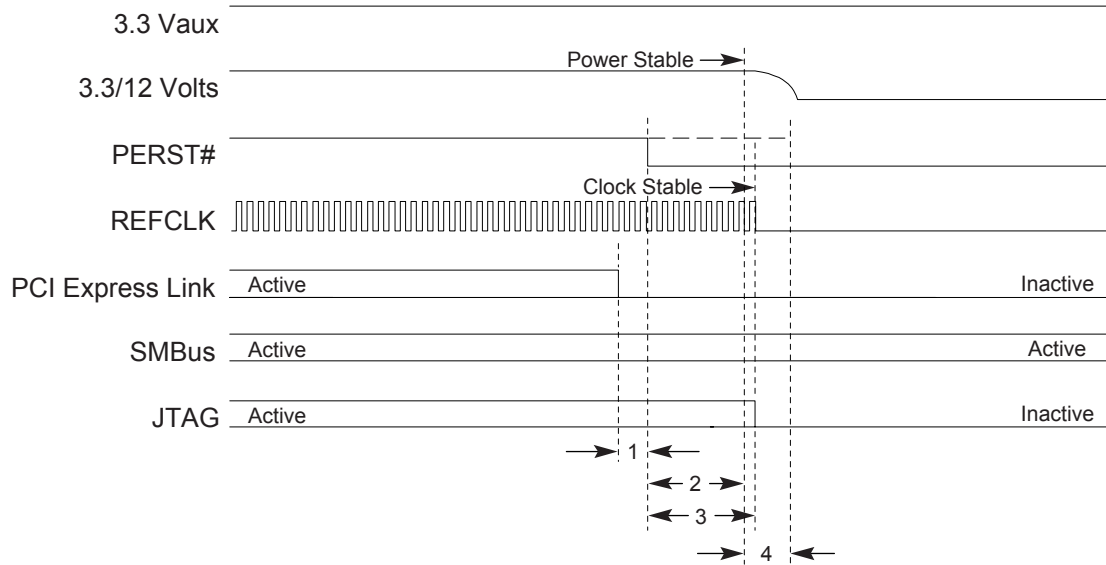 3.3 Vaux
Power Stable
3.3/12 Volts
PERST#
Clock Stable
REFCLK
PCI Express Link Active Inactive
SMBus Active Active
JTAG Active Inactive
1
2
3
4